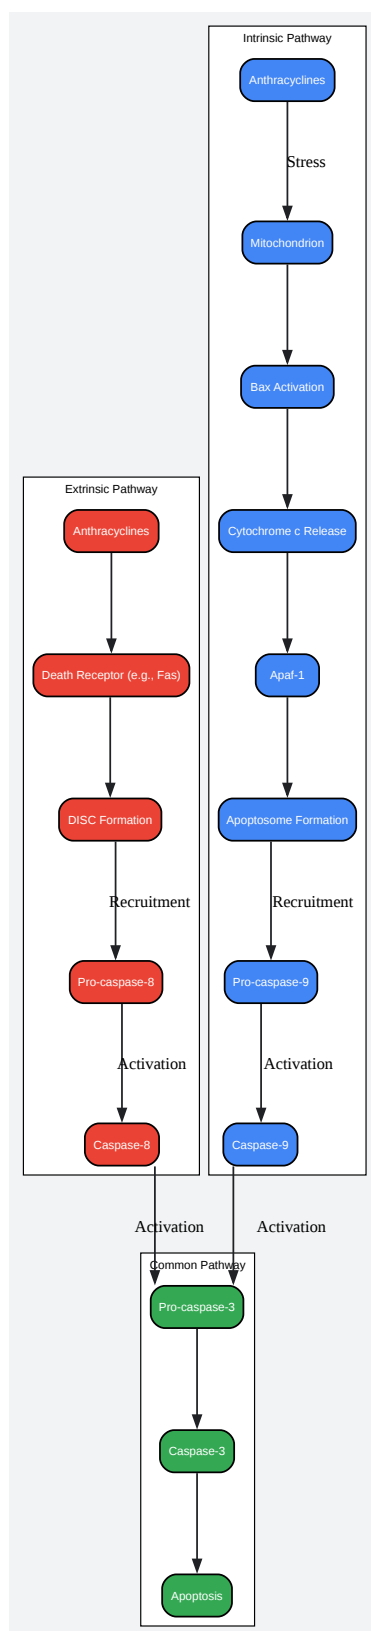 Intrinsic Pathway
Anthracyclines
Stress
Mitochondrion
Bax Activation
Cytochrome c Release
Apaf-1
Apoptosome Formation
Recruitment
Pro-caspase-9
Activation
Caspase-9
Activation
Extrinsic Pathway
Anthracyclines
Death Receptor (e.g., Fas)
DISC Formation
Recruitment
Pro-caspase-8
Activation
Caspase-8
Activation
Common Pathway
Pro-caspase-3
Caspase-3
Apoptosis